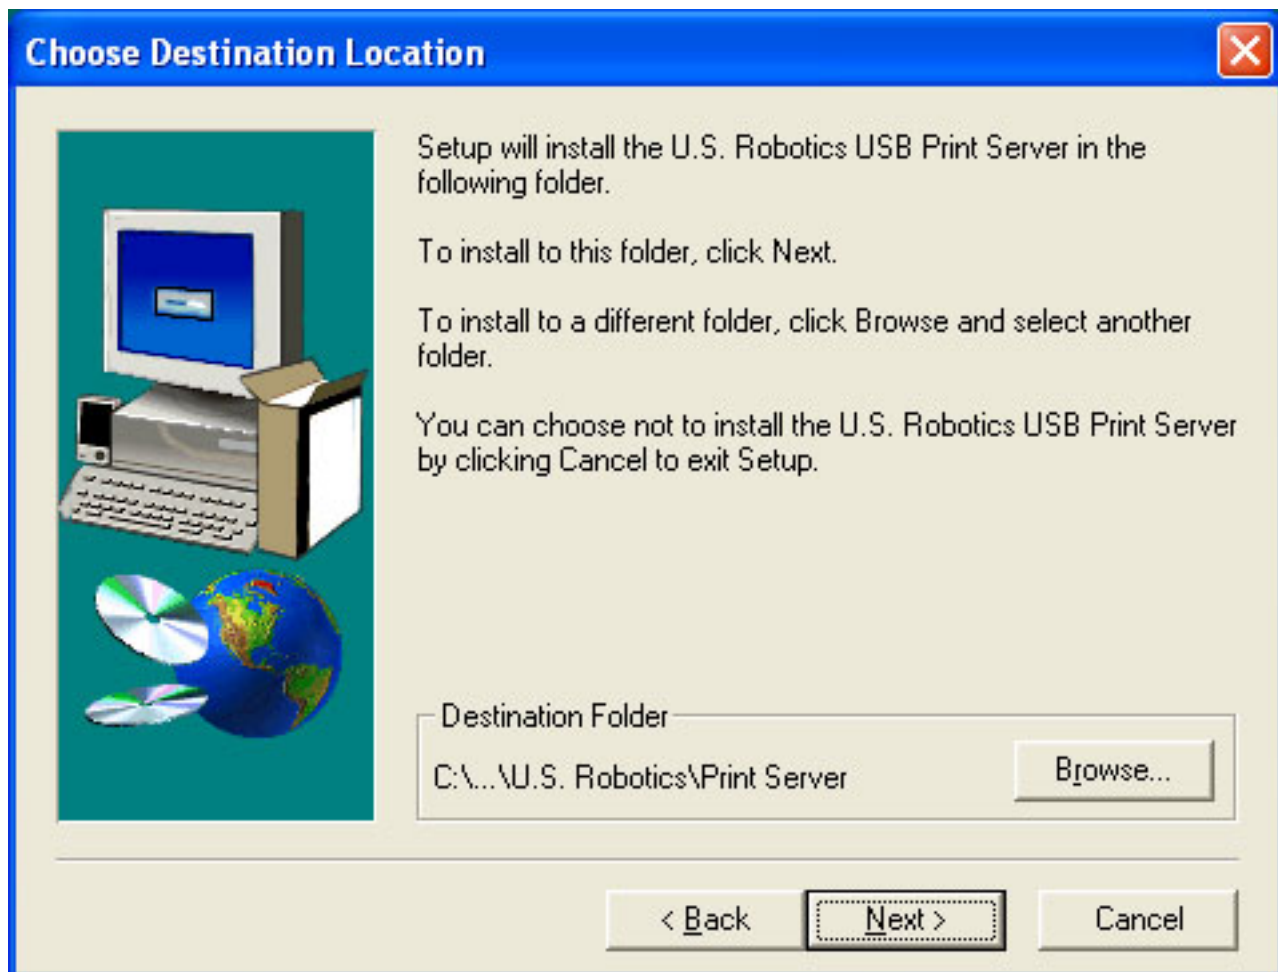 Choose Destination Location
Setup will install the U.S. Robotics USB Print Server in the
following folder.
To install to this folder, click Next.
To install to a different folder, click Browse and select another
folder.
You can choose not to install the U.S. Robotics USB Print Server
by clicking Cancel to exit Setup.
Destination Folder
C:\...\U.S. Robotics\Print Server
Browse...
< Back
Next >
Cancel